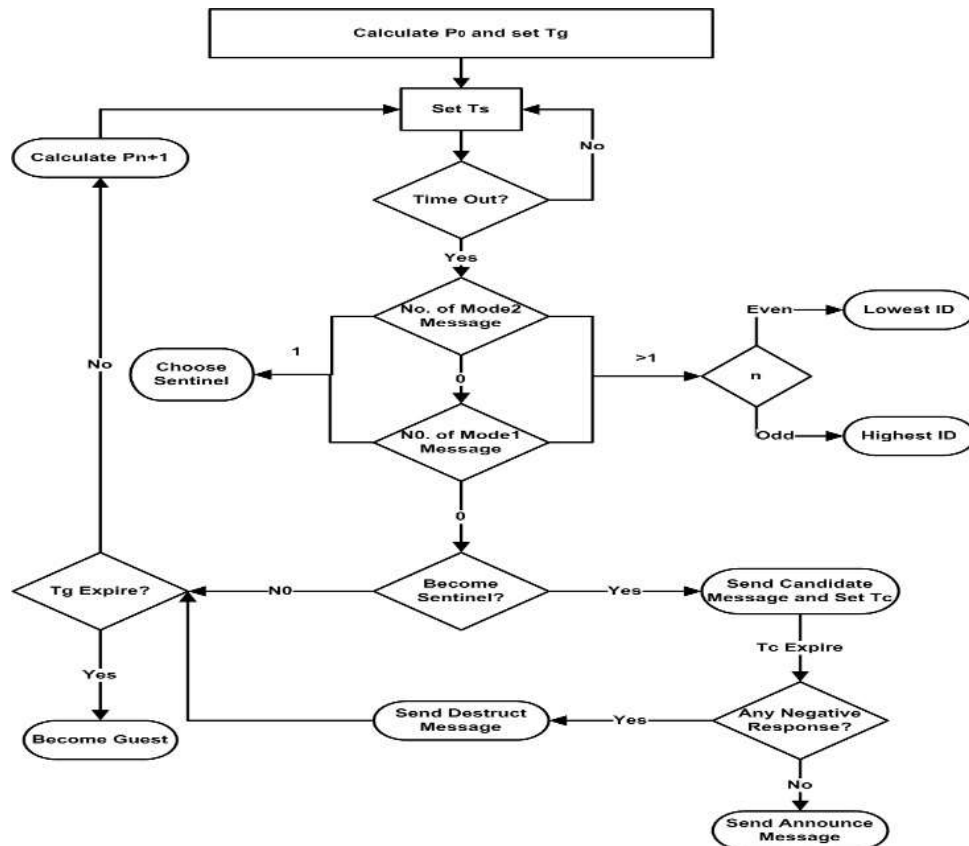 Calculate P0 and set Tg
Set Ts
No
Calculate Pn+1
Time Out?
Yes
No. of Mode2
Message
Even
Lowest ID
No
1
>1
Choose
Sentinel
0
n
N0. of Mode1
Message
Odd
Highest ID
0
Tg Expire?
N0
Become
Sentinel?
Yes
Send Candidate
Message and Set Tc
Tc Expire
Yes
Become Guest
Send Destruct
Message
Yes
Any Negative
Response?
No
Send Announce
Message